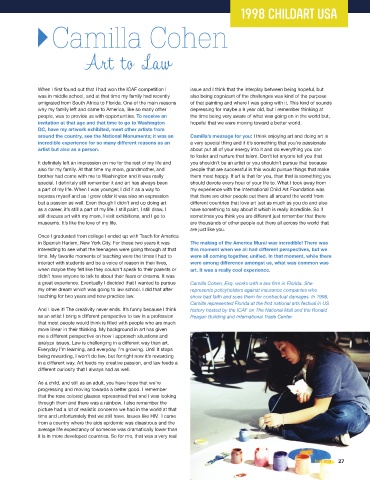 1998 CHILDART USA
Camilla Cohen
Art to Law
When I first found out that I had won the ICAF competition I
was in middle school, and at that time my family had recently
emigrated from South Africa to Florida. One of the main reasons
why my family left and came to America, like so many other
people, was to provide us with opportunities. To receive an
invitation at that age and that time to go to Washington
DC, have my artwork exhibited, meet other artists from
around the country, see the National Monuments; it was an
incredible experience for so many different reasons as an
artist but also as a person.
It definitely left an impression on me for the rest of my life and
also for my family. At that time my mom, grandmother, and
brother had come with me to Washington and it was really
special. I definitely still remember it and art has always been
a part of my life. When I was younger, I did it as a way to
express myself and as I grew older it was also an expression
but a passion as well. Even though I didn't end up doing art
as a career, it's still a part of my life. I still paint, I still draw, I
still discuss art with my mom, I visit exhibitions, and I go to
museums. It's like the love of my life.
Once I graduated from college I ended up with Teach for America
in Spanish Harlem, New York City. For those two years it was
interesting to see what the teenagers were going through at that
time. My favorite moments of teaching were the times I had to
interact with students and be a voice of reason in their lives,
when maybe they felt like they couldn't speak to their parents or
didn't have anyone to talk to about their fears or dreams. It was
a great experience. Eventually I decided that I wanted to pursue
my other dream which was going to law school. I did that after
teaching for two years and now practice law.
And I love it! The creativity never ends. It's funny because I think
as an artist I bring a different perspective to law in a profession
that most people would think is filled with people who are much
more linear in their thinking. My background in art has given
me a different perspective on how I approach situations and
analyze issues. Law is challenging in a different way than art.
Everyday I'm learning, and everyday I'm growing. Until it stops
being rewarding, I won't do law, but for right now it's rewarding
in a different way. Art feeds my creative passion, and law feeds a
different curiosity that I always had as well.
As a child, and still as an adult, you have hope that we're
progressing and moving towards a better good. I remember
that the rose colored glasses represented that and I was looking
through them and there was a rainbow. I also remember the
picture had a lot of realistic concerns we had in the world at that
time and unfortunately that we still have. Issues like HIV. I come
from a country where the aids epidemic was disastrous and the
average life expectancy of someone was dramatically lower than
it is in more developed countries. So for me, that was a very real
issue and I think that the interplay between being hopeful, but
also being cognizant of the challenges was kind of the purpose
of that painting and where I was going with it. This kind of sounds
depressing for maybe a 9 year old, but I remember thinking at
the time being very aware of what was going on in the world but,
hopeful that we were moving toward a better world.
Camilla's message for you: I think enjoying art and doing art is
a very special thing and if it's something that you're passionate
about put all of your energy into it and do everything you can
to foster and nurture that talent. Don't let anyone tell you that
you shouldn't be an artist or you shouldn't pursue that because
people that are successful in this world pursue things that make
them most happy. If art is that for you, than that is something you
should devote every hour of your life to. What I took away from
my experience with the International Child Art Foundation was
that there are other people out there all around the world from
different countries that love art just as much as you do and also
have something to say about it which is really incredible. So if
sometimes you think you are different just remember that there
are thousands of other people out there all across the world that
are just like you.
The making of the America Mural was incredible! There was
this moment when we all had different perspectives, but we
were all coming together, unified. In that moment, while there
were among difference amongst us, what was common was
art. It was a really cool experience.
Camilla Cohen, Esq. works with a law firm in Florida. She
represents policyholders against insurance companies who
show bad faith and sues them for contractual damages. In 1998,
Camilla represented Florida at the first national arts festival in US
history hosted by the ICAF on The National Mall and the Ronald
Reagan Building and International Trade Center.
27